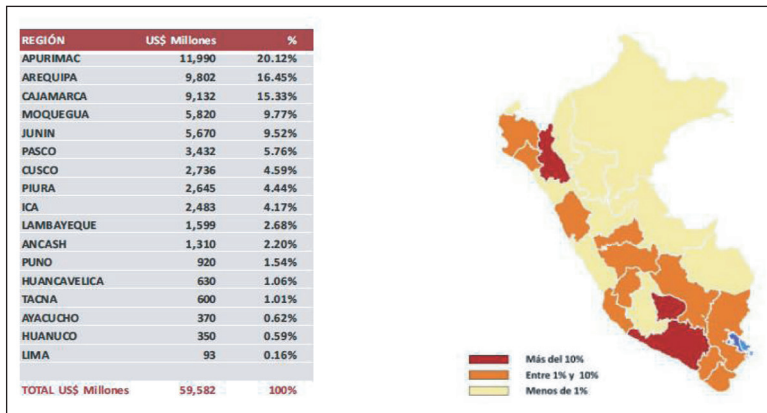 REGIÓN US$ Millones %
APURIMAC 11,990 20.12%
AREQUIPA 9,802 16.45%
CAJAMARCA 9,132 15.33%
MOQUEGUA 5,820 9.77%
JUNIN 5,670 9.52%
PASCO 3,432 5.76%
CUSCO 2,736 4.59%
PIURA 2,645 4.44%
ICA 2,483 4.17%
LAMBAYEQUE 1,599 2.68%
ANCASH 1,310 2.20%
PUNO 920 1.54%
HUANCAVELICA 630 1.06%
TACNA 600 1.01%
AYACUCHO 370 0.62%
HUANUCO 350 0.59%
LIMA 93 0.16%
TOTAL US$ Millones 59,582 100%
Más del 10%
Entre 1% y 10%
Menos de 1%